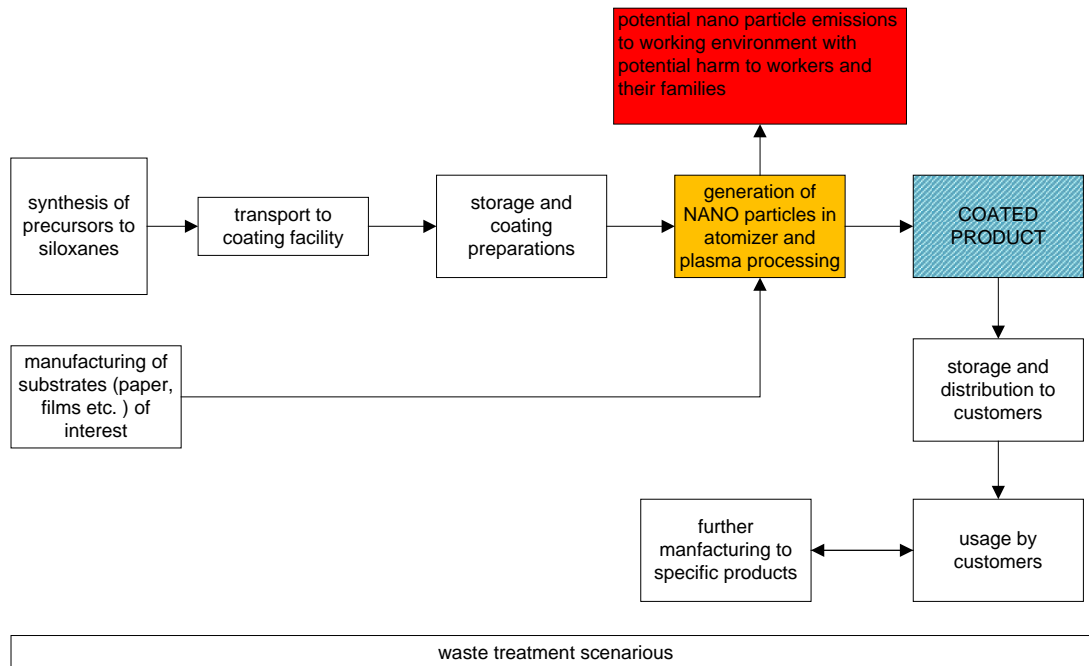 potential nano particle emissions
to working environment with
potential harm to workers and
their families
synthesis of
precursors to
siloxanes
transport to
coating facility
storage and
coating
preparations
generation of
NANO particles in
atomizer and
plasma processing
COATED
PRODUCT
manufacturing of
substrates (paper,
films etc. ) of
interest
storage and
distribution to
customers
further
manfacturing to
specific products
usage by
customers
waste treatment scenarious